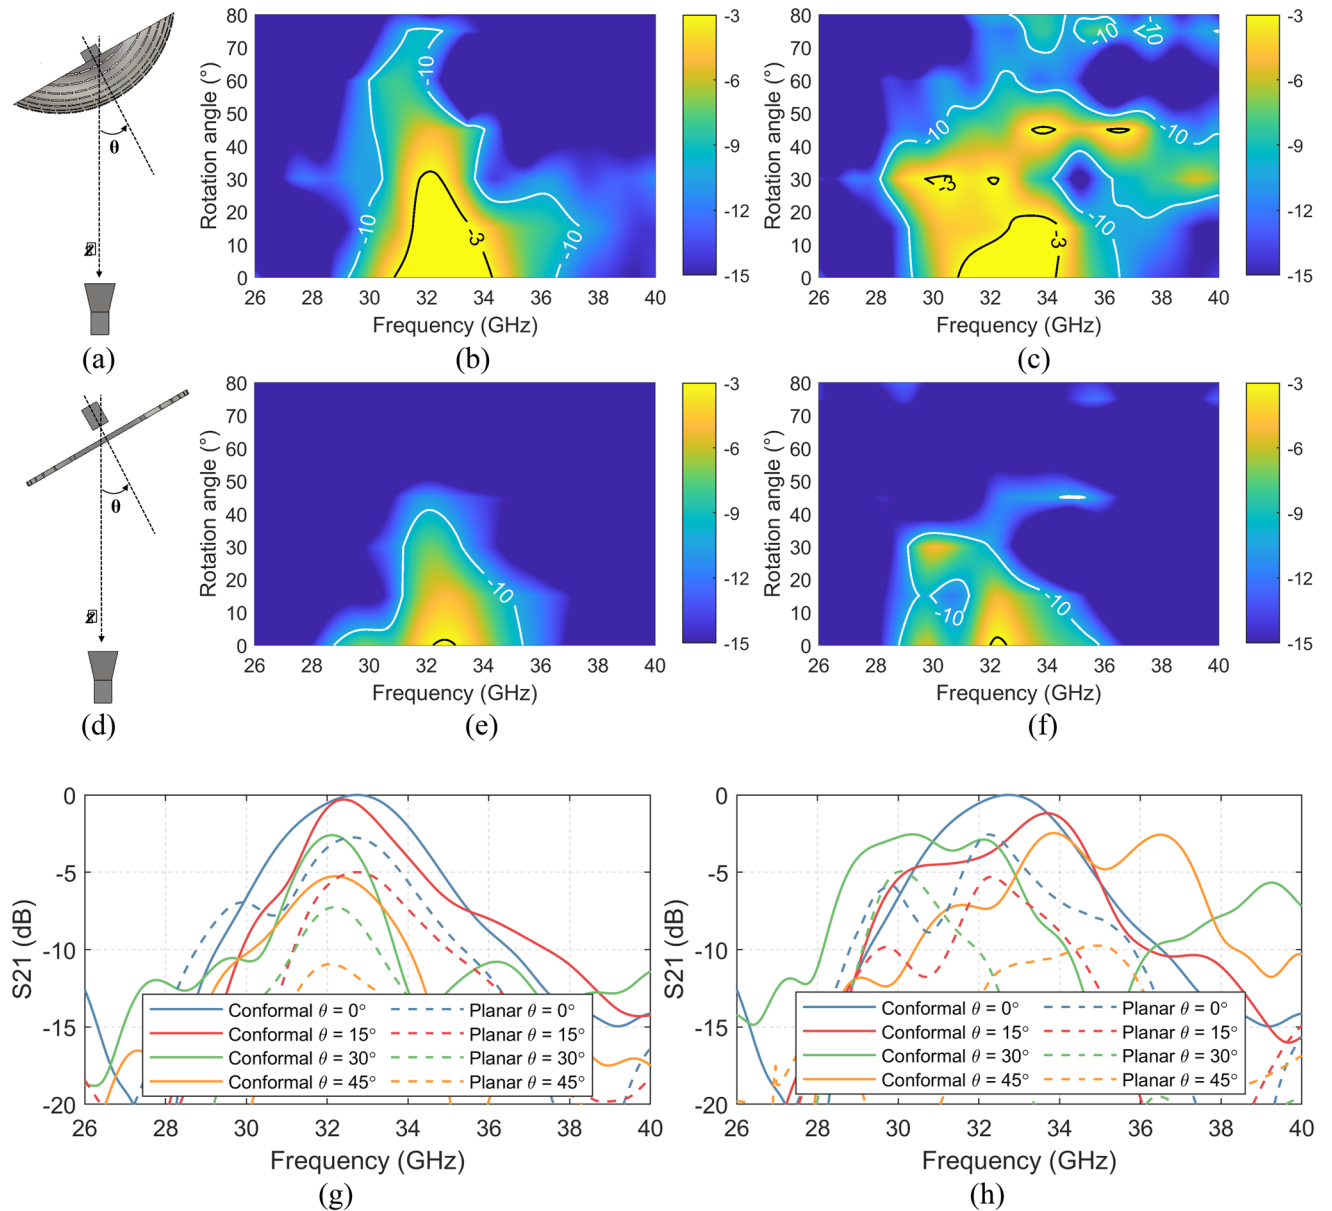 θ
(a)
80
70
60
50
40
30
20
10
0
Rotation angle (°)
26 28 30 32 34 36 38 40
Frequency (GHz)
-10
-10
-3
-10
-3
-6
-9
-12
-15
(b)
80
70
60
50
40
30
20
10
0
Rotation angle (°)
26 28 30 32 34 36 38 40
Frequency (GHz)
-10
-10
-10
-10
-3
-3
-10
-3
-6
-9
-12
-15
(c)
θ
(d)
80
70
60
50
40
30
20
10
0
Rotation angle (°)
26 28 30 32 34 36 38 40
Frequency (GHz)
-10
-3
-6
-9
-12
-15
(e)
80
70
60
50
40
30
20
10
0
Rotation angle (°)
26 28 30 32 34 36 38 40
Frequency (GHz)
-10
-10
-3
-6
-9
-12
-15
(f)
0
-5
-10
-15
-20
S21 (dB)
26 28 30 32 34 36 38 40
Frequency (GHz)
Conformal θ = 0° Planar θ = 0°
Conformal θ = 15° Planar θ = 15°
Conformal θ = 30° Planar θ = 30°
Conformal θ = 45° Planar θ = 45°
(g)
0
-5
-10
-15
-20
S21 (dB)
26 28 30 32 34 36 38 40
Frequency (GHz)
Conformal θ = 0° Planar θ = 0°
Conformal θ = 15° Planar θ = 15°
Conformal θ = 30° Planar θ = 30°
Conformal θ = 45° Planar θ = 45°
(h)